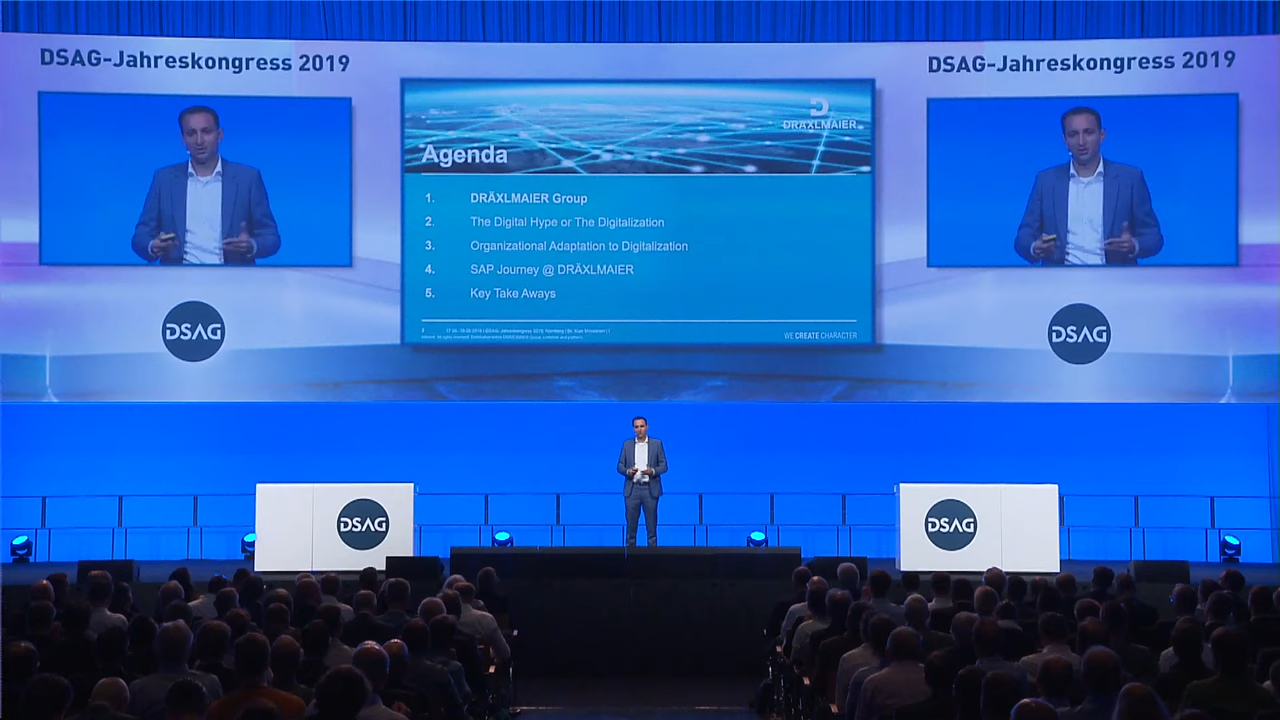 DSAG-Jahreskongress 2019
DSAG-Jahreskongress 2019
DRÄXLMAIER
Agenda
1. DRÄXLMAIER Group
2. The Digital Hype or The Digitalization
3. Organizational Adaptation to Digitalization
4. SAP Journey @ DRÄXLMAIER
5. Key Take Aways
WE CREATE CHARACTER
DSAG
DSAG
DSAG
DSAG